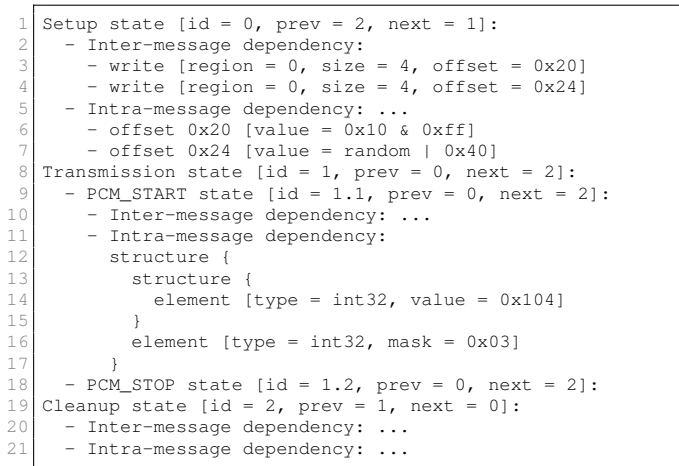 1 Setup state [id = 0, prev = 2, next = 1]:
2   - Inter-message dependency:
3     - write [region = 0, size = 4, offset = 0x20]
4     - write [region = 0, size = 4, offset = 0x24]
5   - Intra-message dependency: ...
6     - offset 0x20 [value = 0x10 & 0xff]
7     - offset 0x24 [value = random | 0x40]
8 Transmission state [id = 1, prev = 0, next = 2]:
9   - PCM_START state [id = 1.1, prev = 0, next = 2]:
10     - Inter-message dependency: ...
11     - Intra-message dependency:
12       structure {
13         structure {
14           element [type = int32, value = 0x104]
15         }
16         element [type = int32, mask = 0x03]
17       }
18   - PCM_STOP state [id = 1.2, prev = 0, next = 2]:
19 Cleanup state [id = 2, prev = 1, next = 0]:
20   - Inter-message dependency: ...
21   - Intra-message dependency: ...